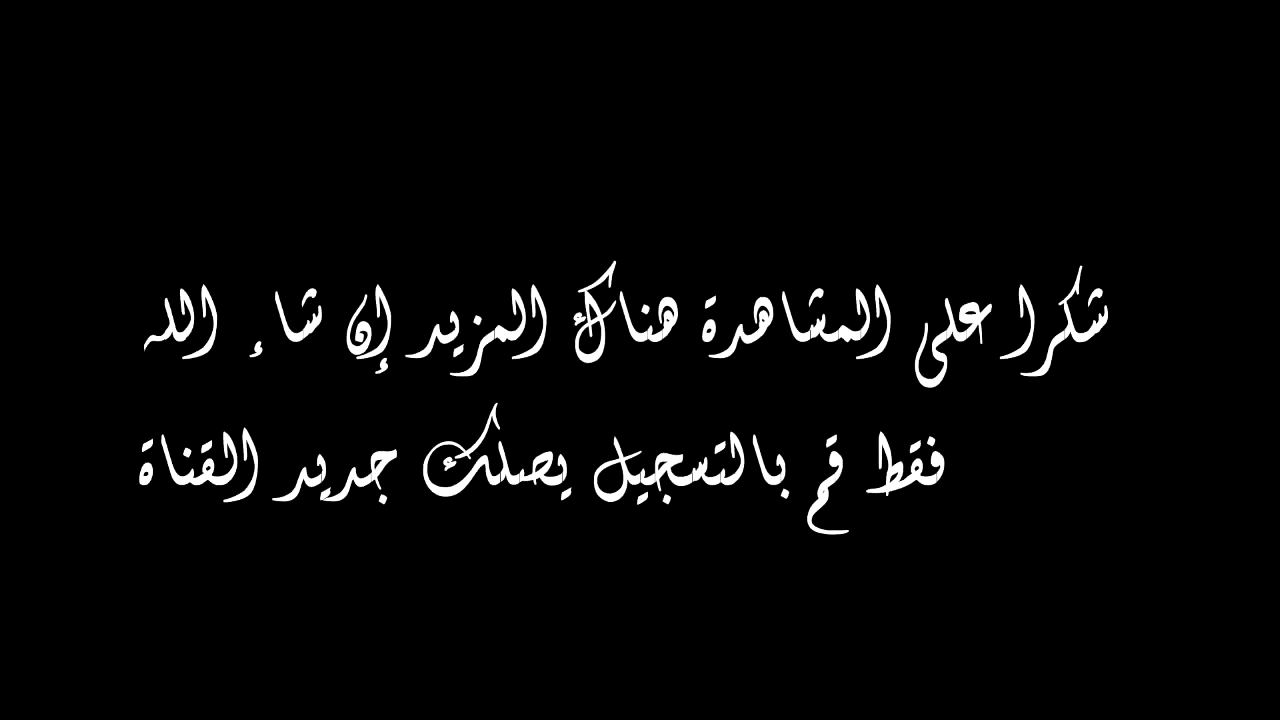 شكرا على المشاهدة هناك المزيد إن شاء الله
فقط قم بالتسجيل يصلك جديد القناة